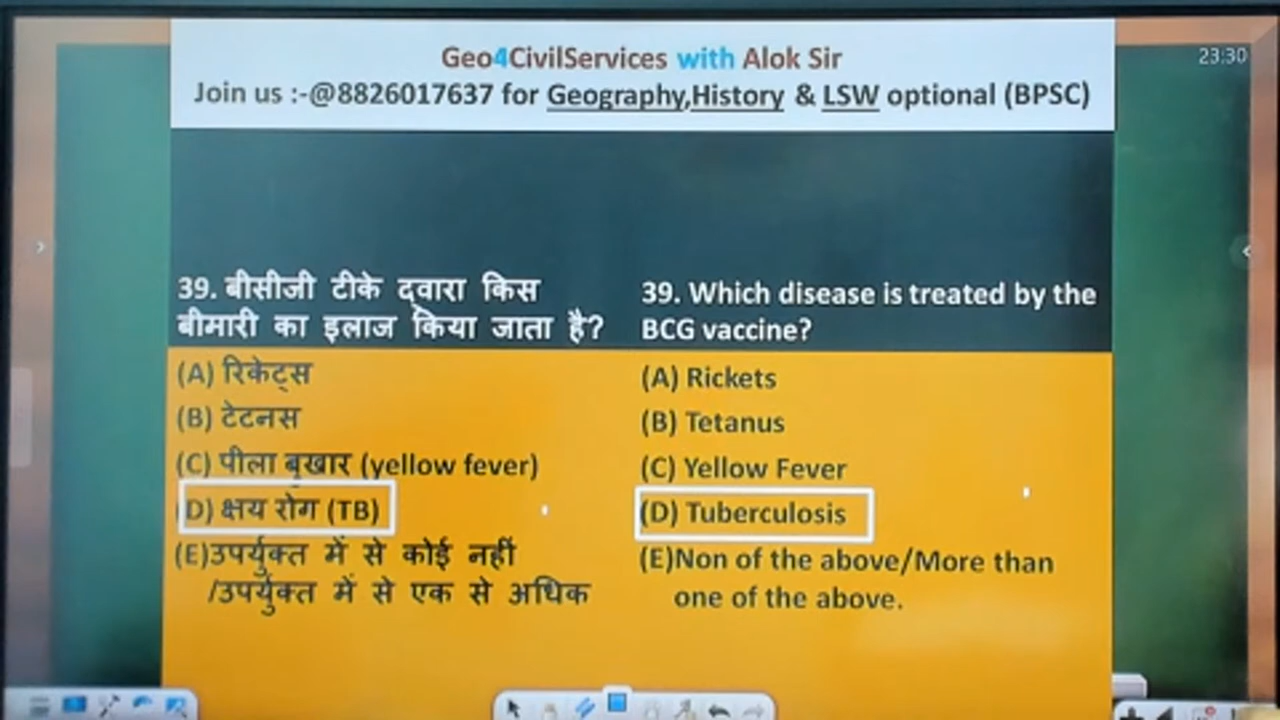 Geo4CivilServices with Alok Sir
Join us :-@8826017637 for Geography,History & LSW optional (BPSC)
23:30
39. बीसीजी टीके द्वारा किस
बीमारी का इलाज किया जाता है?
(A) रिकेट्स
(B) टेटनस
(C) पीला बुखार (yellow fever)
D) क्षय रोग (TB)
(E)उपर्युक्त में से कोई नहीं
/उपर्युक्त में से एक से अधिक
39. Which disease is treated by the
BCG vaccine?
(A) Rickets
(B) Tetanus
(C) Yellow Fever
(D) Tuberculosis
(E)Non of the above/More than
one of the above.